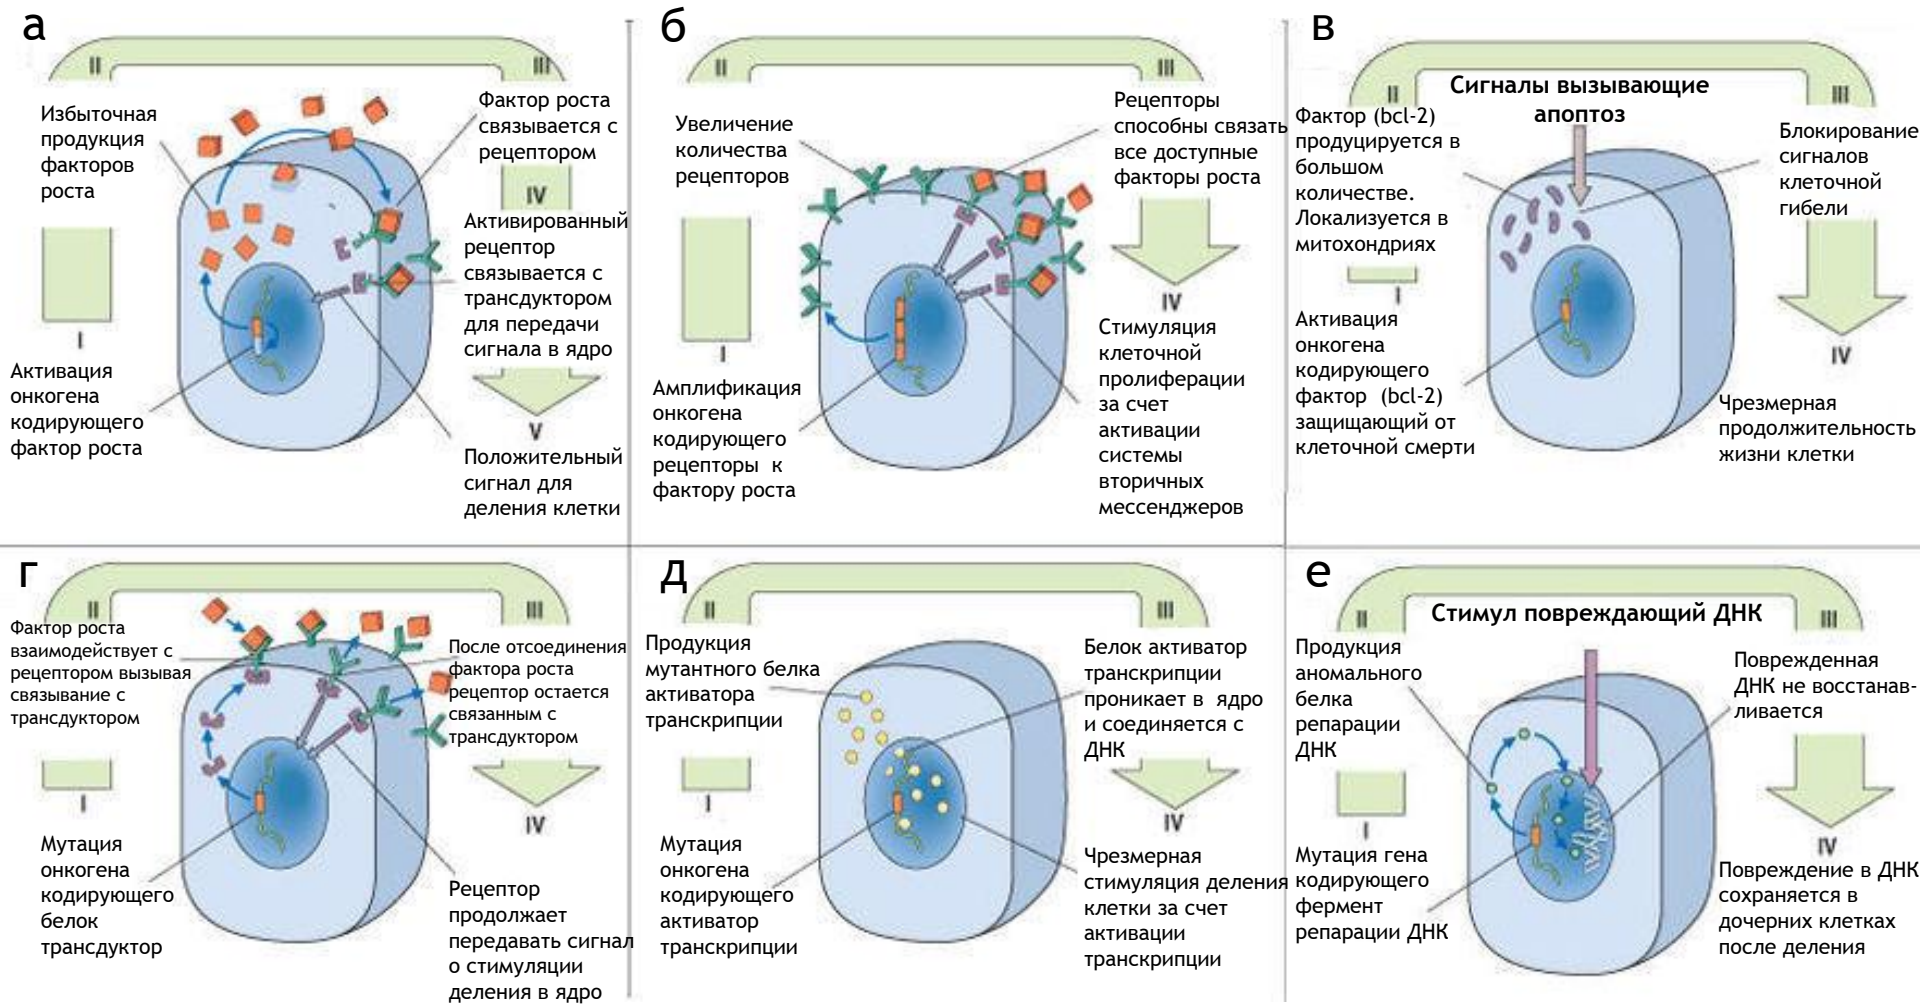 а
II
III
Избыточная
продукция
факторов
роста
Фактор роста
связывается с
рецептором
IV
Активированный
рецептор
связывается с
трансдуктором
для передачи
сигнала в ядро
I
Активация
онкогена
кодирующего
фактор роста
V
Положительный
сигнал для
деления клетки
б
II
III
Увеличение
количества
рецепторов
Рецепторы
способны связать
все доступные
факторы роста
I
Амплификация
онкогена
кодирующего
рецепторы к
фактору роста
IV
Стимуляция
клеточной
пролиферации
за счет
активации
системы
вторичных
мессенджеров
в
II
III
Сигналы вызывающие
апоптоз
Фактор (bcl-2)
продуцируется в
большом
количестве.
Локализуется в
митохондриях
Блокирование
сигналов
клеточной
гибели
I
Активация
онкогена
кодирующего
фактор (bcl-2)
защищающий от
клеточной смерти
IV
Чрезмерная
продолжительность
жизни клетки
г
II
III
Фактор роста
взаимодействует с
рецептором вызывая
связывание с
трансдуктором
После отсоединения
фактора роста
рецептор остается
связанным с
трансдуктором
I
Мутация
онкогена
кодирующего
белок
трансдуктор
IV
Рецептор
продолжает
передавать сигнал
о стимуляции
деления в ядро
д
II
III
Продукция
мутантного белка
активатора
транскрипции
Белок активатор
транскрипции
проникает в ядро
и соединяется с
ДНК
I
Мутация
онкогена
кодирующего
активатор
транскрипции
IV
Чрезмерная
стимуляция деления
клетки за счет
активации
транскрипции
е
II
III
Стимул повреждающий ДНК
Продукция
аномального
белка
репарации
ДНК
Поврежденная
ДНК не восстанав-
ливается
I
Мутация гена
кодирующего
фермент
репарации ДНК
IV
Повреждение в ДНК
сохраняется в
дочерних клетках
после деления